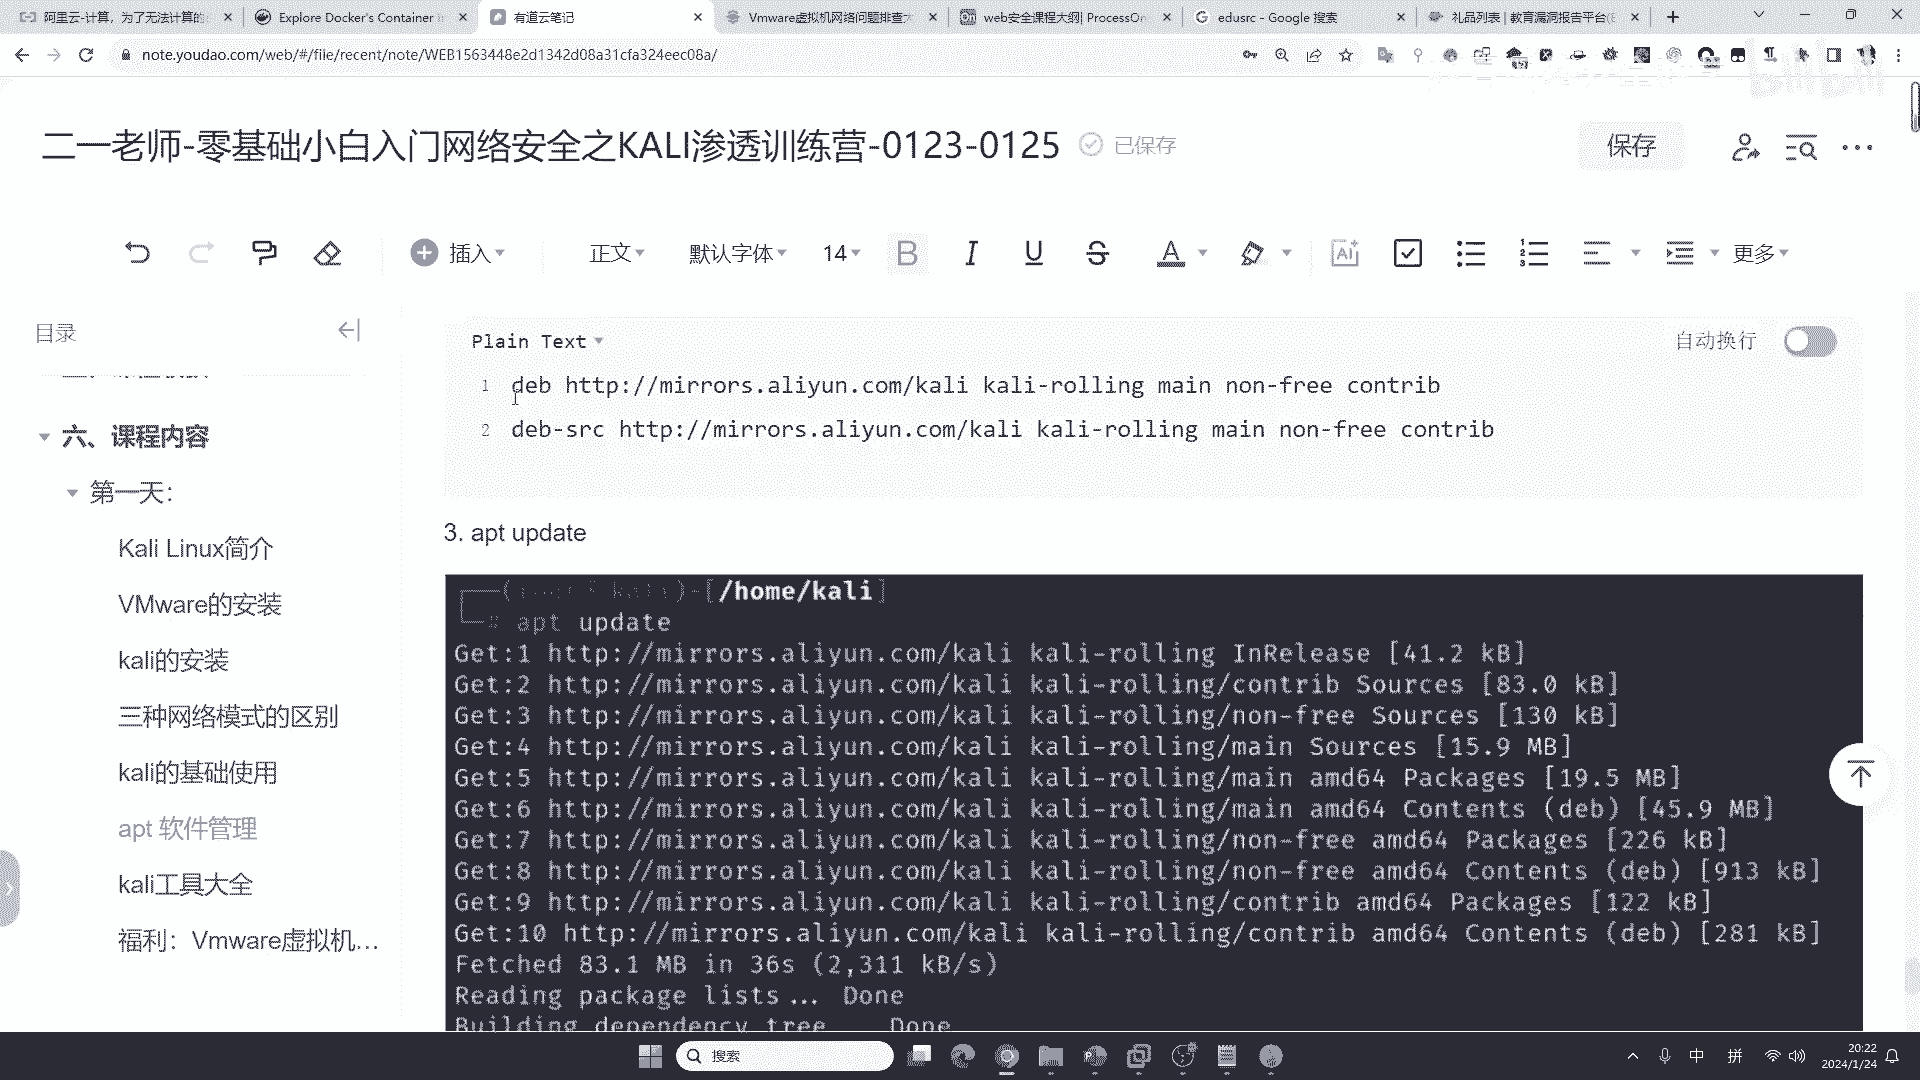 阿里云-计算，为了无法计算的
Explore Docker's Container
有道云笔记
Vmware虚拟机网络问题排查
web安全课程大纲| ProcessOn
edusrc - Google 搜索
礼品列表 | 教育漏洞报告平台
note.youdao.com/web/#/file/recent/note/WEB1563448e2d1342d08a31cfa324eec08a/
二一老师-零基础小白入门网络安全之KALI渗透训练营-0123-0125
已保存
保存
插入
正文
默认字体
14
B I U S A
更多
目录
六、课程内容
第一天:
Kali Linux简介
VMware的安装
kali的安装
三种网络模式的区别
kali的基础使用
apt 软件管理
kali工具大全
福利：Vmware虚拟机...
Plain Text
自动换行
1 deb http://mirrors.aliyun.com/kali kali-rolling main non-free contrib
2 deb-src http://mirrors.aliyun.com/kali kali-rolling main non-free contrib
3. apt update
[/home/kali]
# apt update
Get:1 http://mirrors.aliyun.com/kali kali-rolling InRelease [41.2 kB]
Get:2 http://mirrors.aliyun.com/kali kali-rolling/contrib Sources [83.0 kB]
Get:3 http://mirrors.aliyun.com/kali kali-rolling/non-free Sources [130 kB]
Get:4 http://mirrors.aliyun.com/kali kali-rolling/main Sources [15.9 MB]
Get:5 http://mirrors.aliyun.com/kali kali-rolling/main amd64 Packages [19.5 MB]
Get:6 http://mirrors.aliyun.com/kali kali-rolling/main amd64 Contents (deb) [45.9 MB]
Get:7 http://mirrors.aliyun.com/kali kali-rolling/non-free amd64 Packages [226 kB]
Get:8 http://mirrors.aliyun.com/kali kali-rolling/non-free amd64 Contents (deb) [913 kB]
Get:9 http://mirrors.aliyun.com/kali kali-rolling/contrib amd64 Packages [122 kB]
Get:10 http://mirrors.aliyun.com/kali kali-rolling/contrib amd64 Contents (deb) [281 kB]
Fetched 83.1 MB in 36s (2,311 kB/s)
Reading package lists... Done
Building dependency tree... Done
搜索
中
拼
20:22
2024/1/24